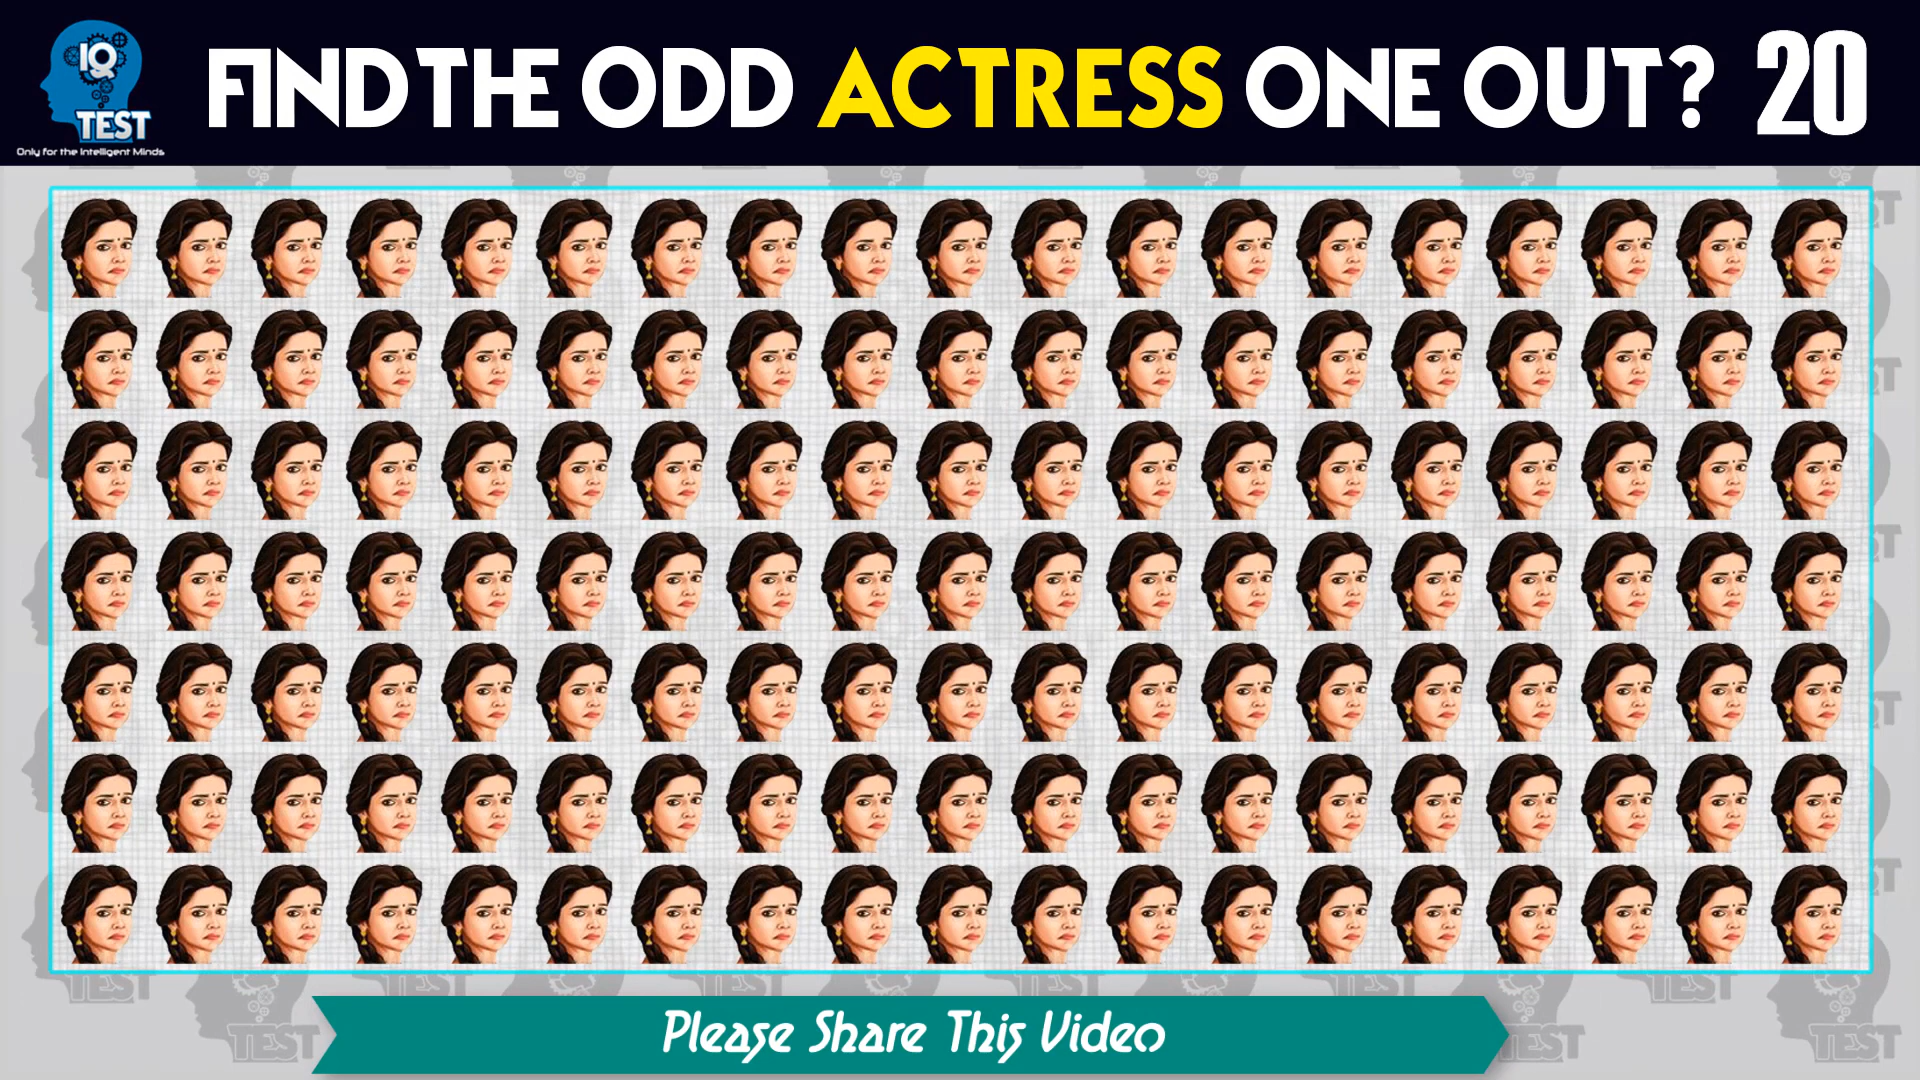 IQ
TEST
Only for the Intelligent Minds
FIND THE ODD ACTRESS ONE OUT? 20
Please Share This Video